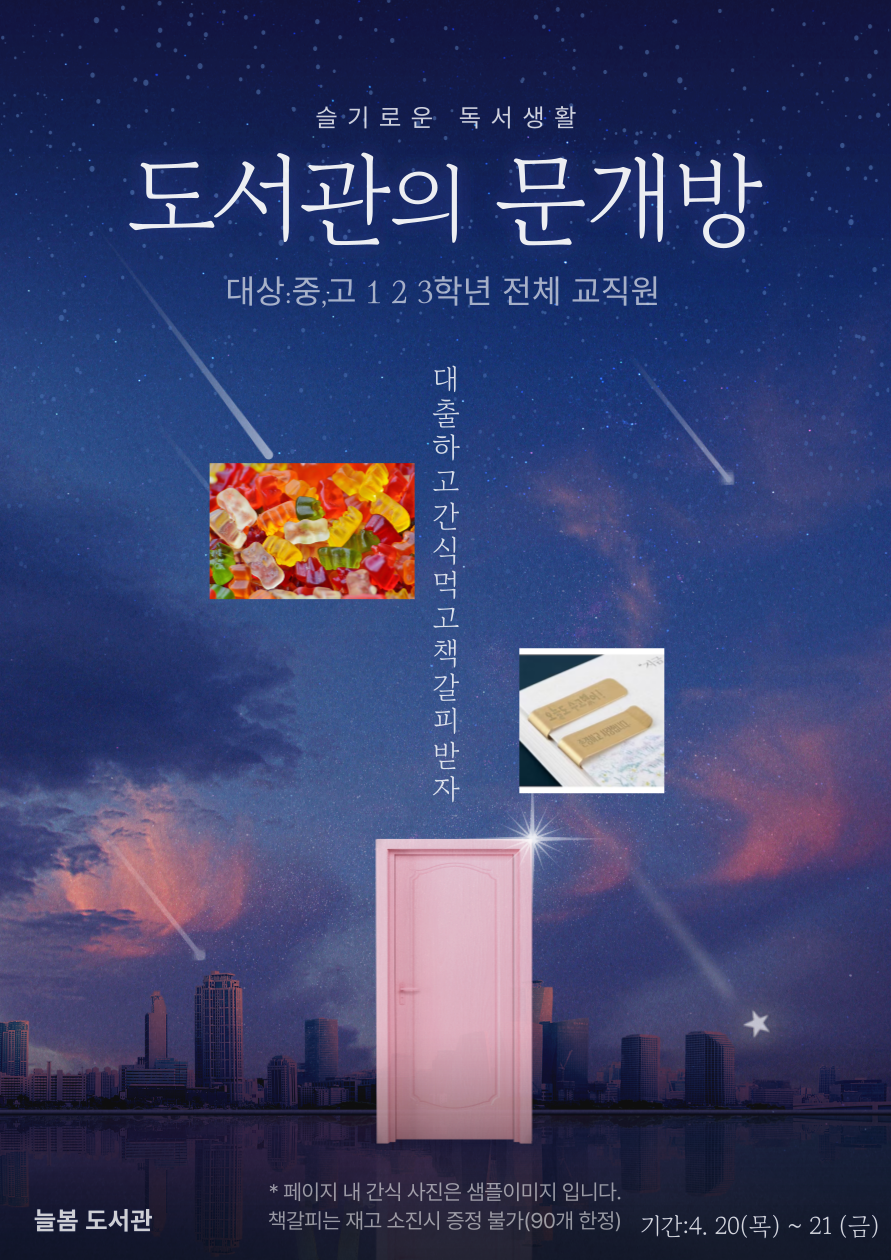 슬기로운 독서생활
도서관의 문개방
대상:중,고 1 2 3학년 전체 교직원
대출하고간식먹고책갈피받자
* 페이지 내 간식 사진은 샘플이미지 입니다.
책갈피는 재고 소진시 증정 불가(90개 한정)
늘봄 도서관
기간:4. 20(목) ~ 21 (금)